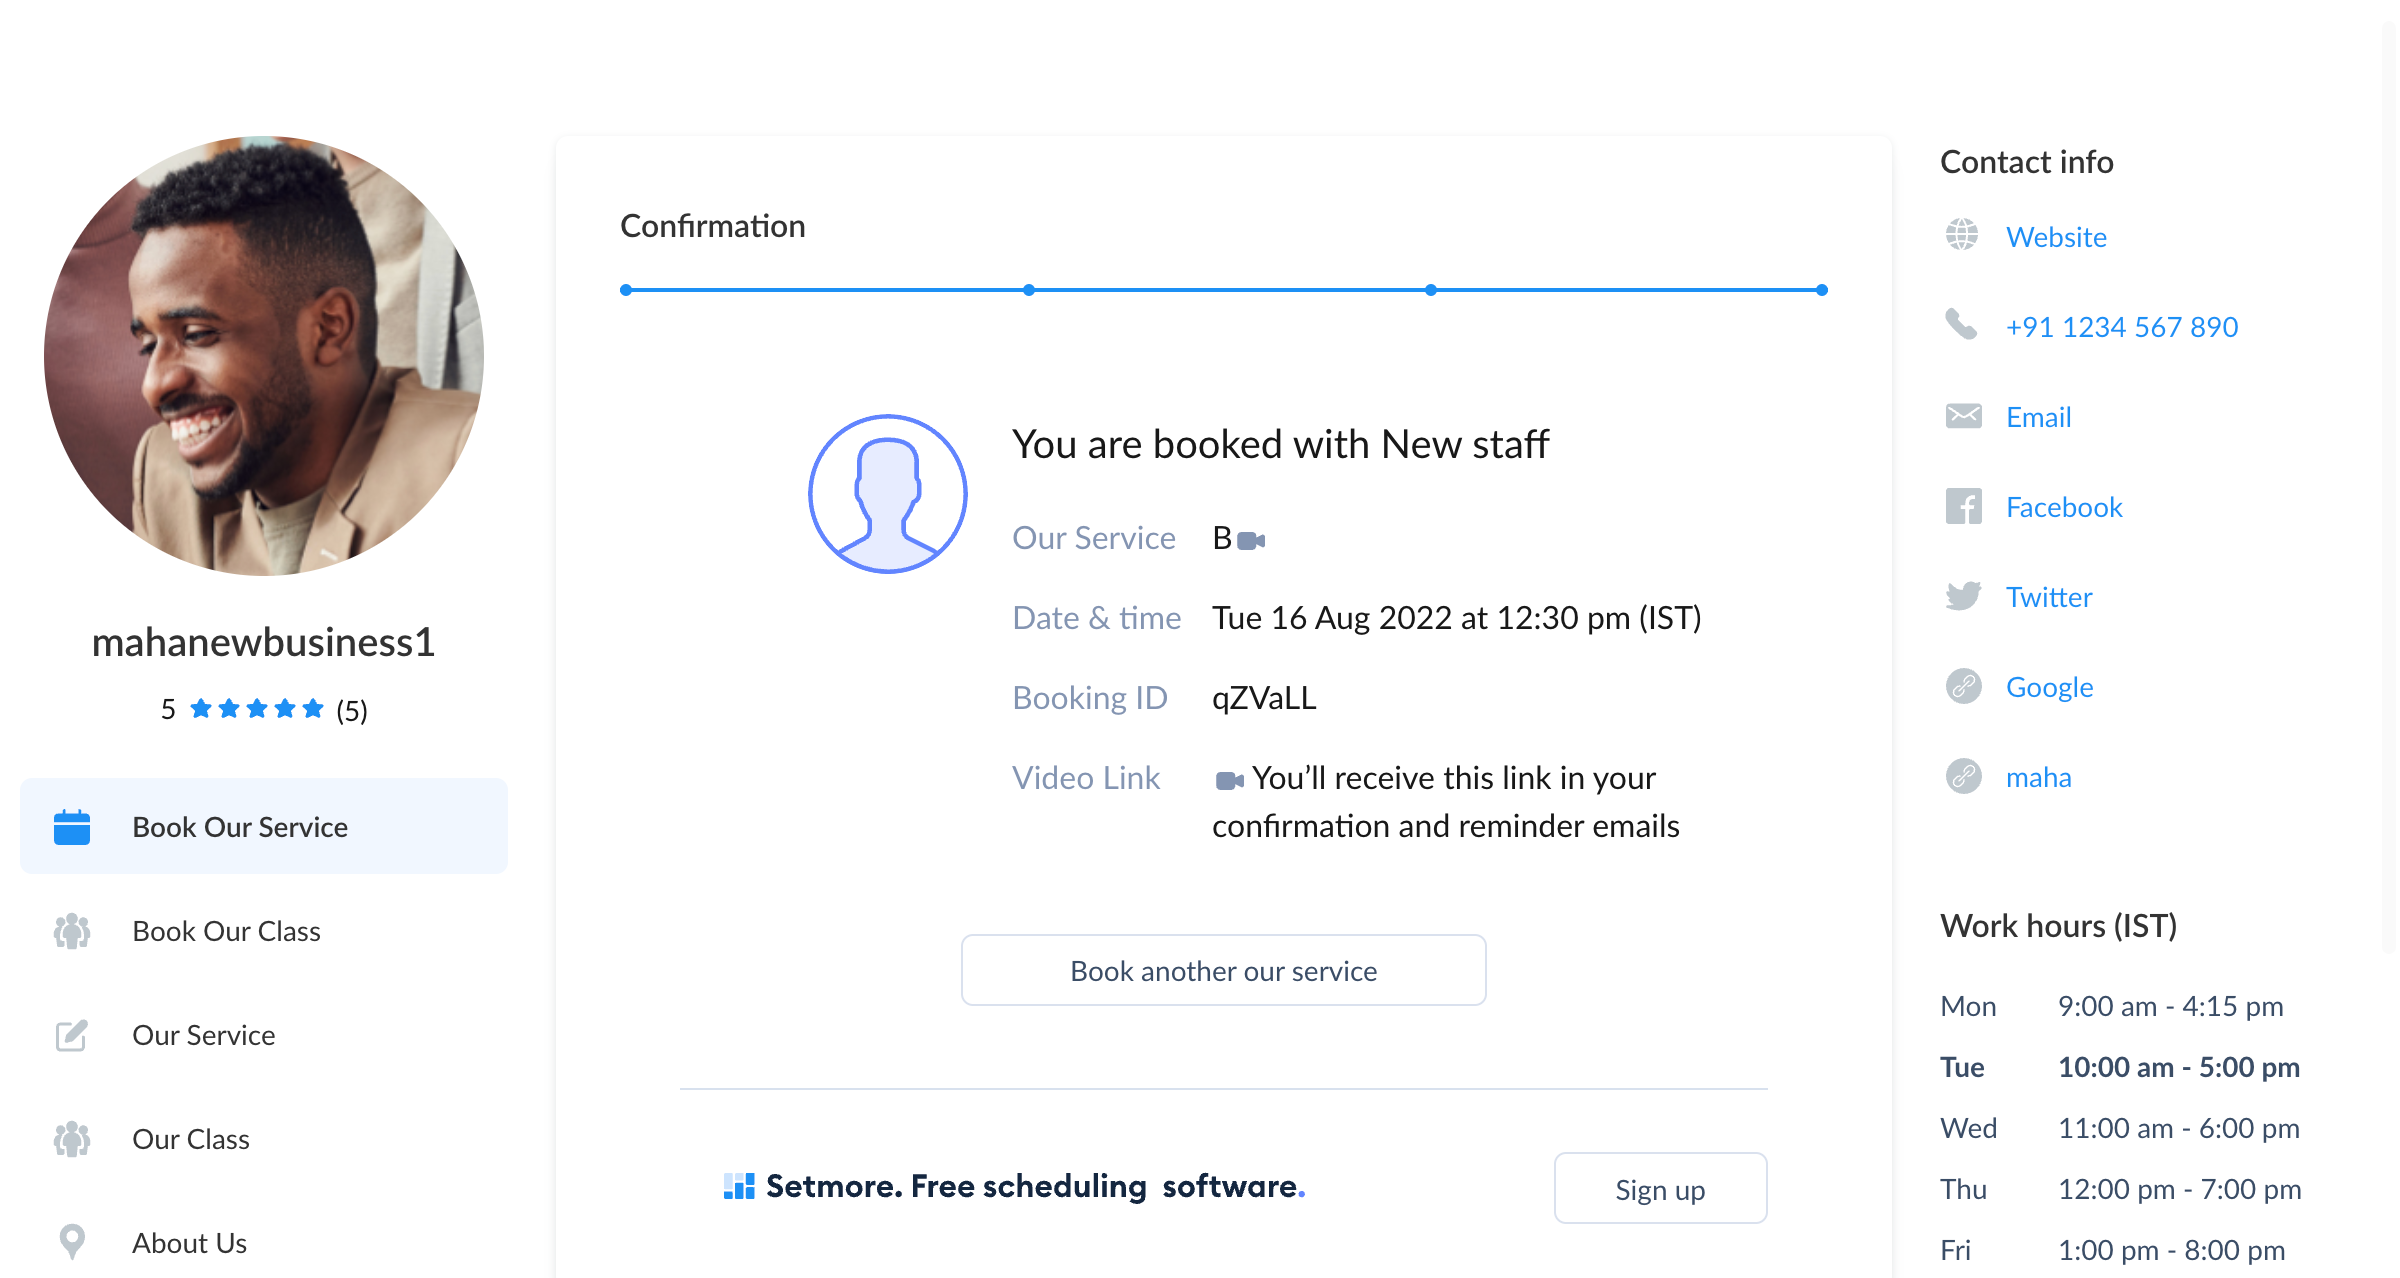 mahanewbusiness1
5 (5)
Book Our Service
Book Our Class
Our Service
Our Class
About Us
Confirmation
You are booked with New staff
Our Service B
Date & time Tue 16 Aug 2022 at 12:30 pm (IST)
Booking ID qZVaLL
Video Link You’ll receive this link in your
confirmation and reminder emails
Book another our service
Setmore. Free scheduling software.
Sign up
Contact info
Website
+91 1234 567 890
Email
Facebook
Twitter
Google
maha
Work hours (IST)
Mon 9:00 am - 4:15 pm
Tue 10:00 am - 5:00 pm
Wed 11:00 am - 6:00 pm
Thu 12:00 pm - 7:00 pm
Fri 1:00 pm - 8:00 pm